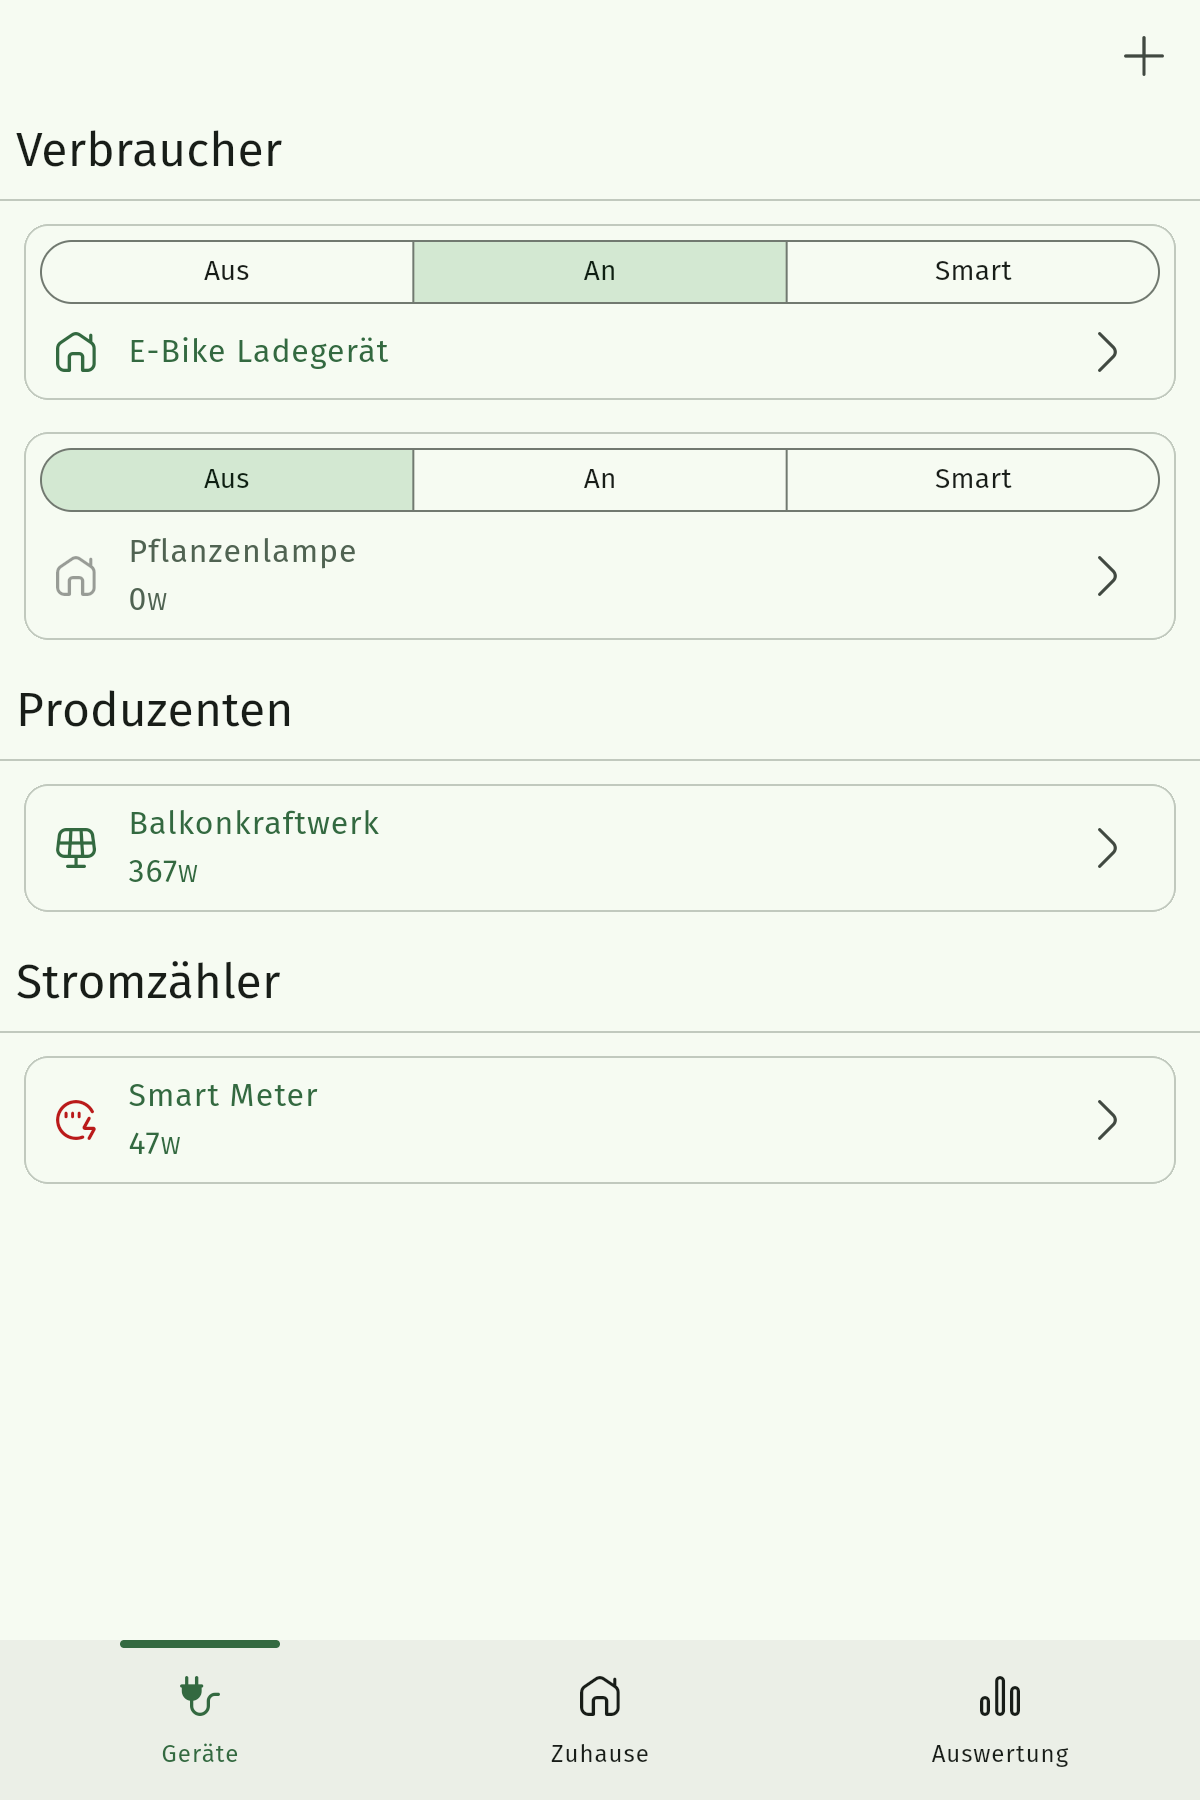 Verbraucher
Aus An Smart
E-Bike Ladegerät
Aus An Smart
Pflanzenlampe
0W
Produzenten
Balkonkraftwerk
367W
Stromzähler
Smart Meter
47W
Geräte Zuhause Auswertung